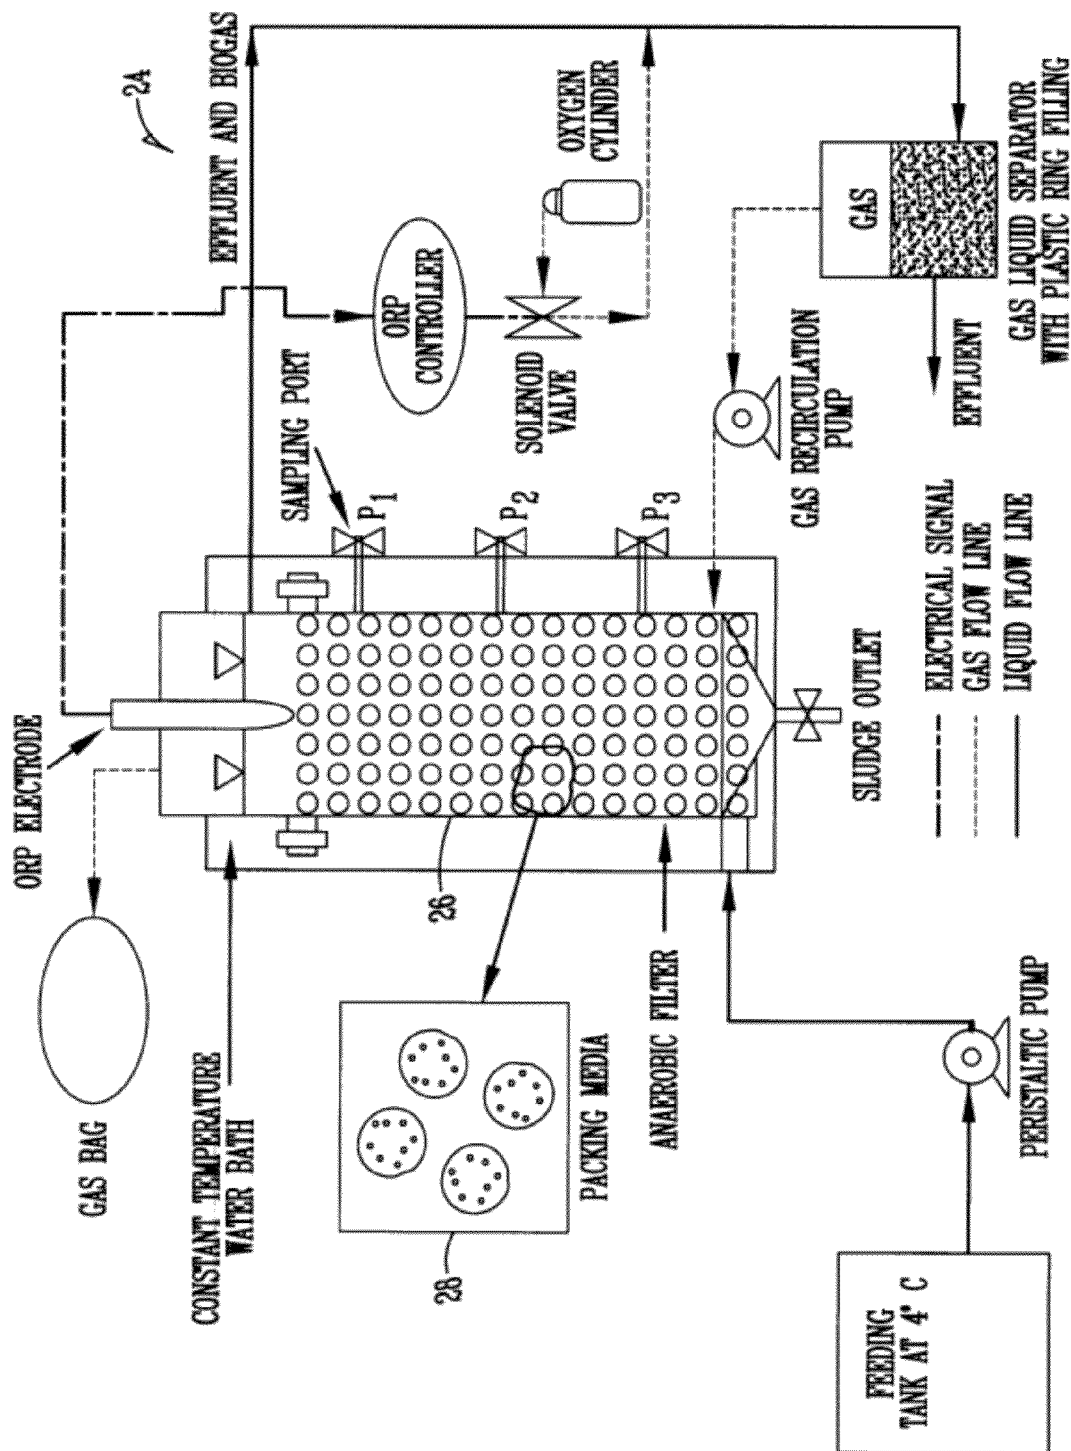 24
ORP ELECTRODE
EFFLUENT AND BIOGAS
GAS BAG
CONSTANT TEMPERATURE
WATER BATH
SAMPLING PORT
P1
P2
P3
ORP
CONTROLLER
OXYGEN
CYLINDER
SOLENOID
VALVE
26
28
PACKING MEDIA
ANAEROBIC FILTER
GAS RECIRCULATION
PUMP
GAS
GAS LIQUID SEPARATOR
WITH PLASTIC RING FILLING
EFFLUENT
SLUDGE OUTLET
FEEDING
TANK AT 4° C
PERISTALTIC PUMP
ELECTRICAL SIGNAL
GAS FLOW LINE
LIQUID FLOW LINE